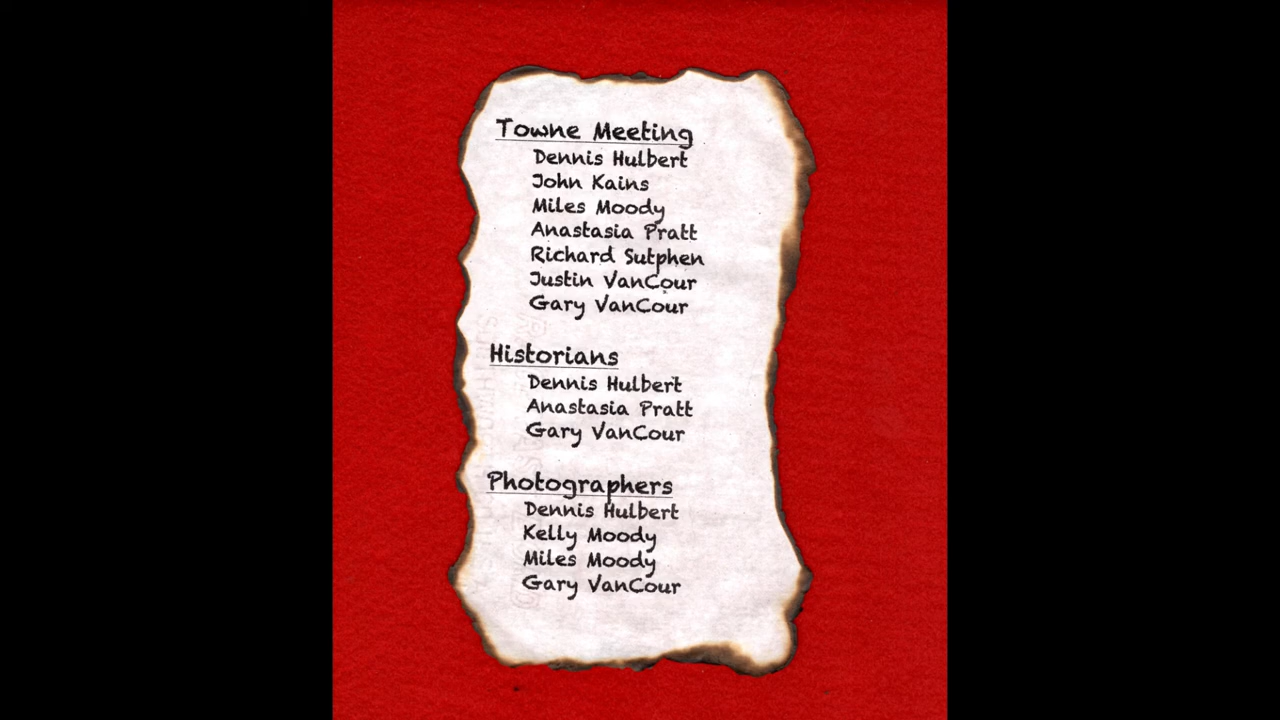 Towne Meeting
Dennis Hulbert
John Kains
Miles Moody
Anastasia Pratt
Richard Sutphen
Justin VanCour
Gary VanCour
Historians
Dennis Hulbert
Anastasia Pratt
Gary VanCour
Photographers
Dennis Hulbert
Kelly Moody
Miles Moody
Gary VanCour